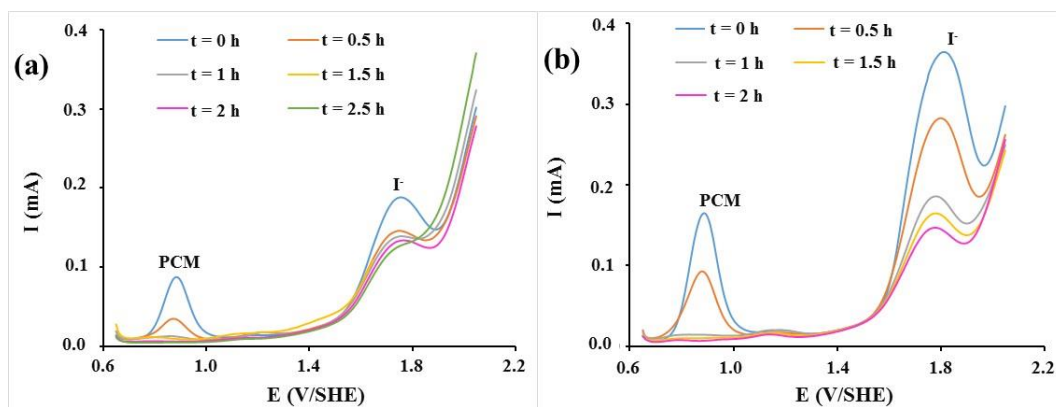 (a)
t = 0 h
t = 0.5 h
t = 1 h
t = 1.5 h
t = 2 h
t = 2.5 h
I (mA)
0.4
0.3
0.2
0.1
0.0
PCM
I⁻
0.6
1.0
1.4
1.8
2.2
E (V/SHE)
(b)
t = 0 h
t = 0.5 h
t = 1 h
t = 1.5 h
t = 2 h
I (mA)
0.4
0.3
0.2
0.1
0.0
PCM
I⁻
0.6
1.0
1.4
1.8
2.2
E (V/SHE)